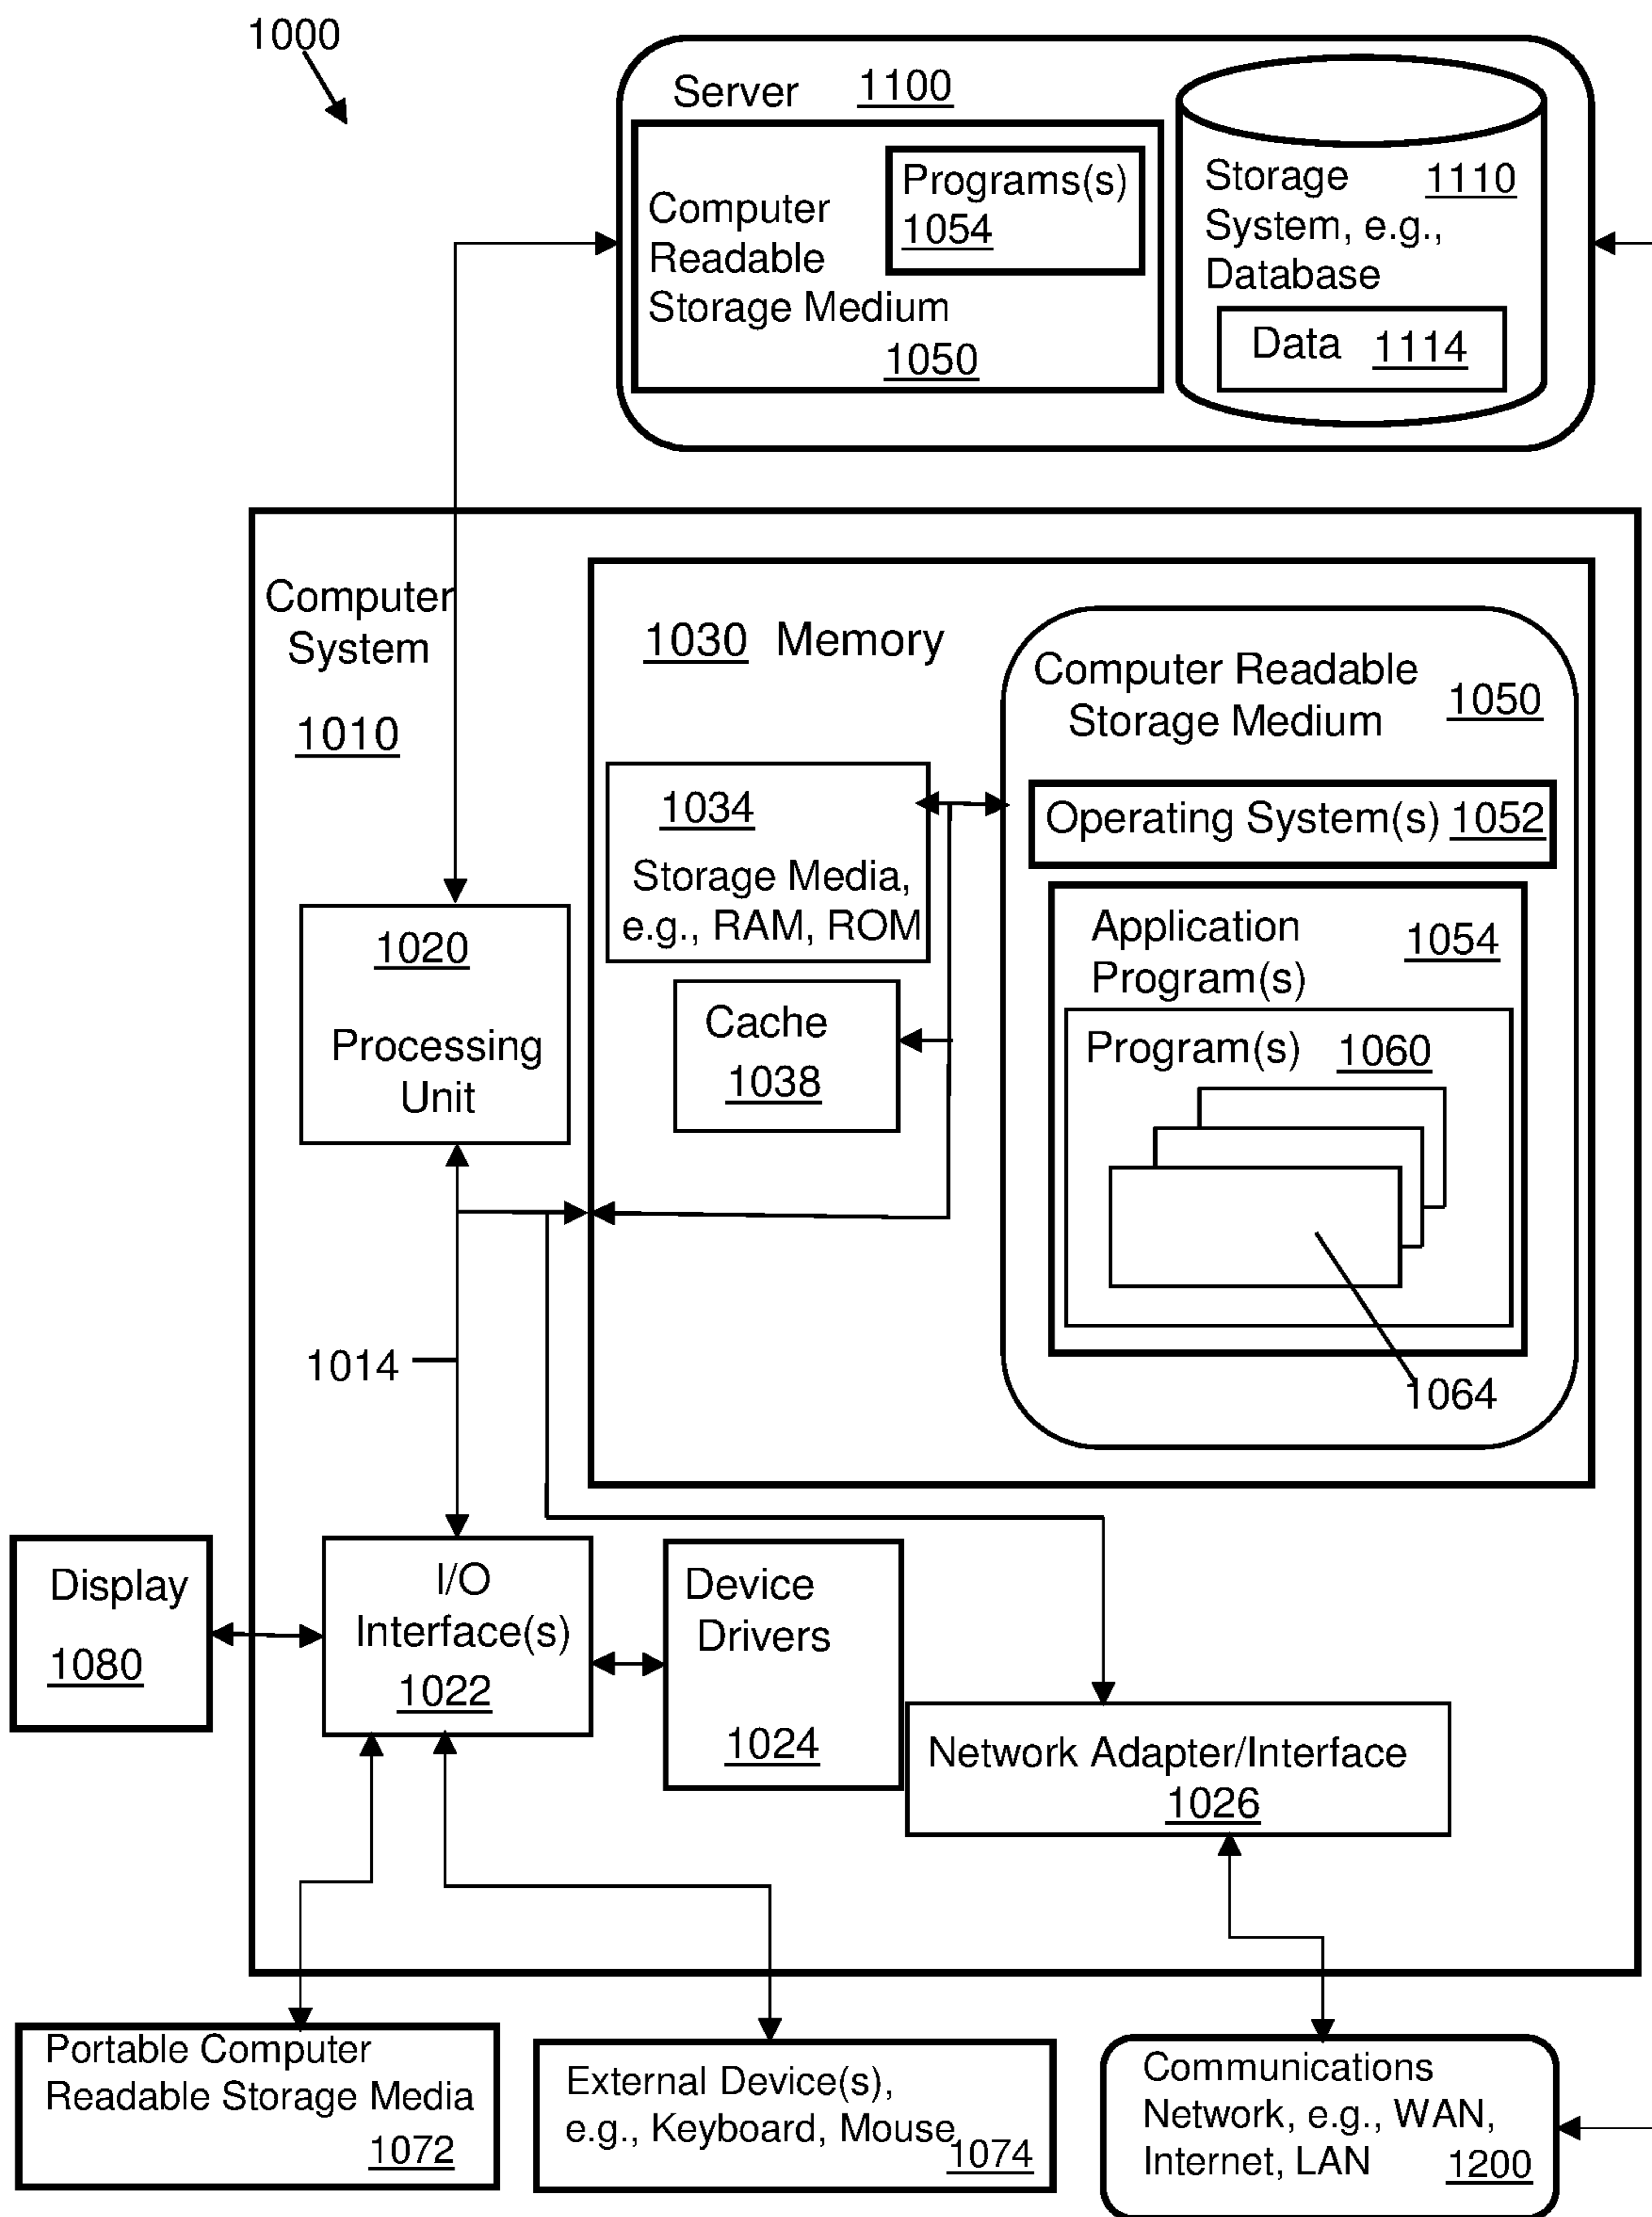 1000
Server 1100
Programs(s)
1054
Computer
Readable
Storage Medium
1050
Storage 1110
System, e.g.,
Database
Data 1114
Computer
System
1010
1030 Memory
Computer Readable
Storage Medium
1050
1034
Storage Media,
e.g., RAM, ROM
Operating System(s) 1052
Cache
1038
Application
Program(s)
1054
Program(s) 1060
1064
1020
Processing
Unit
1014
Display
1080
I/O
Interface(s)
1022
Device
Drivers
1024
Network Adapter/Interface
1026
Portable Computer
Readable Storage Media
1072
External Device(s),
e.g., Keyboard, Mouse
1074
Communications
Network, e.g., WAN,
Internet, LAN 1200